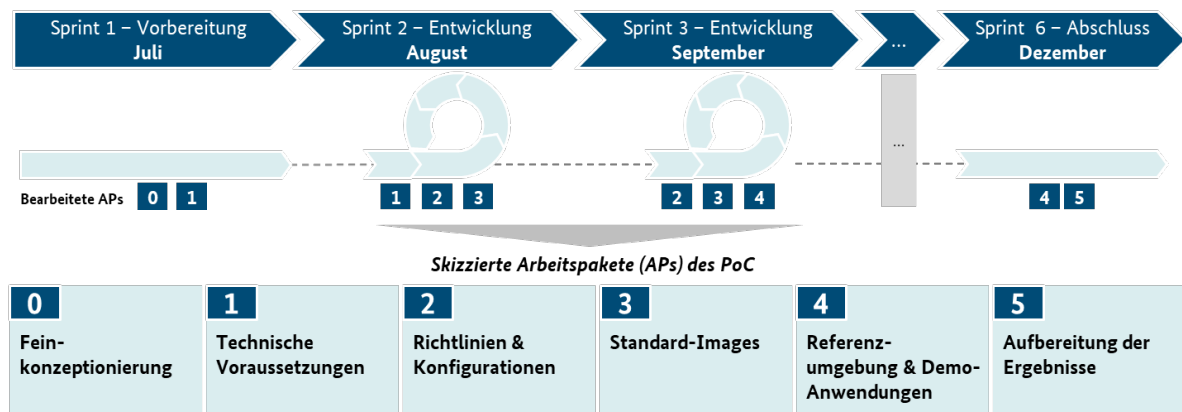 Sprint 1 – Vorbereitung
Juli
Sprint 2 – Entwicklung
August
Sprint 3 – Entwicklung
September
...
Sprint 6 – Abschluss
Dezember
...
Bearbeitete APs
0
1
1
2
3
2
3
4
4
5
Skizzierte Arbeitspakete (APs) des PoC
0
Fein-
konzeptionierung
1
Technische
Voraussetzungen
2
Richtlinien &
Konfigurationen
3
Standard-Images
4
Referenz-
umgebung & Demo-
Anwendungen
5
Aufbereitung der
Ergebnisse